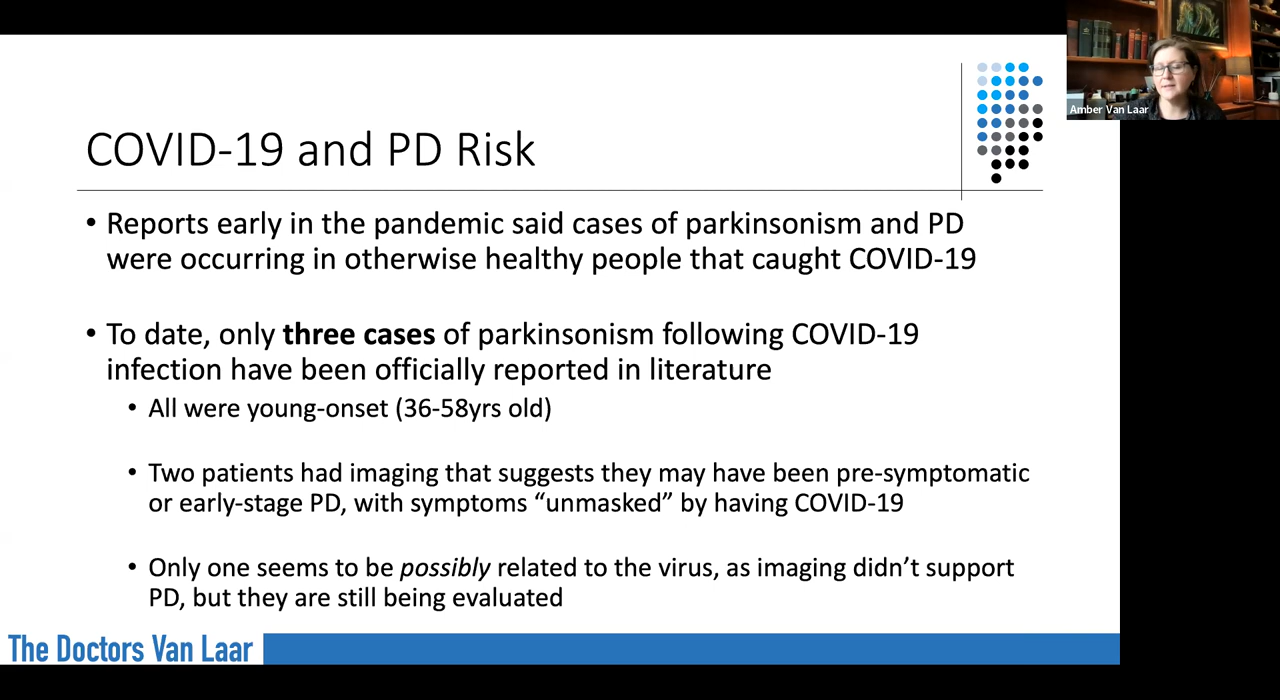 Amber Van Laar
COVID-19 and PD Risk
• Reports early in the pandemic said cases of parkinsonism and PD
were occurring in otherwise healthy people that caught COVID-19
• To date, only three cases of parkinsonism following COVID-19
infection have been officially reported in literature
• All were young-onset (36-58yrs old)
• Two patients had imaging that suggests they may have been pre-symptomatic
or early-stage PD, with symptoms “unmasked” by having COVID-19
• Only one seems to be possibly related to the virus, as imaging didn’t support
PD, but they are still being evaluated
The Doctors Van Laar